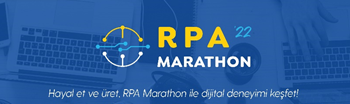 RPA '22
MARATHON
Hayal et ve üret, RPA Marathon ile dijital deneyimi keşfet!